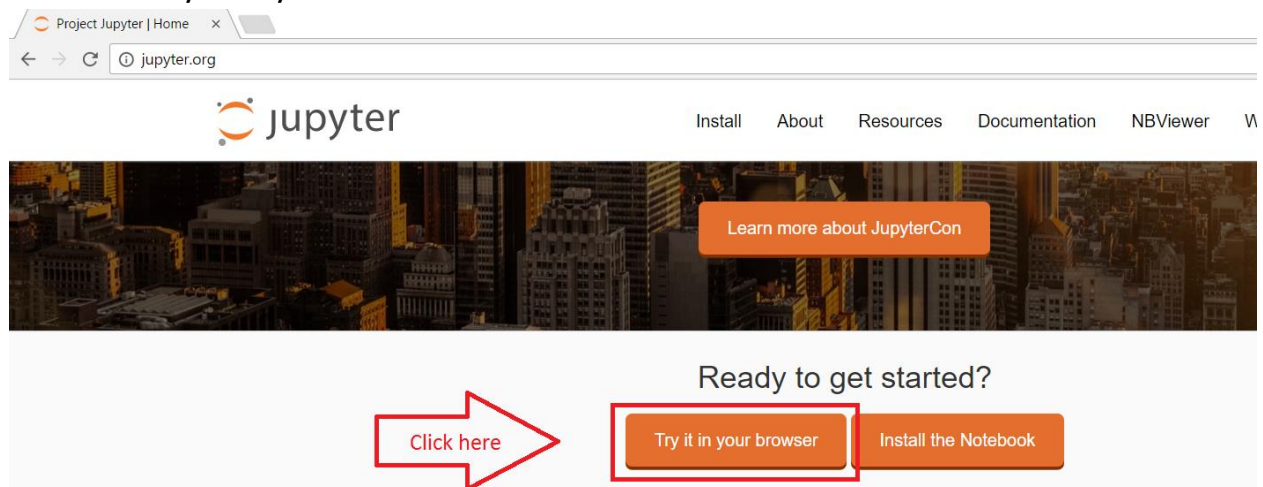 Project Jupyter | Home
jupyter.org
jupyter
Install About Resources Documentation NBViewer W
Learn more about JupyterCon
Ready to get started?
Click here
Try it in your browser Install the Notebook